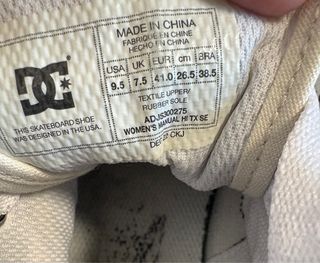 MADE IN CHINA
FABRIQUÉ EN CHINE
HECHO EN CHINA
USA UK EUR cm BRA
9.5 7.5 41.0 26.5 38.5
TEXTILE UPPER/
RUBBER SOLE
ADJS300275
WOMEN'S MANUAL HI TX SE
CKJ
DC
THIS SKATEBOARD SHOE
WAS DESIGNED IN THE USA.